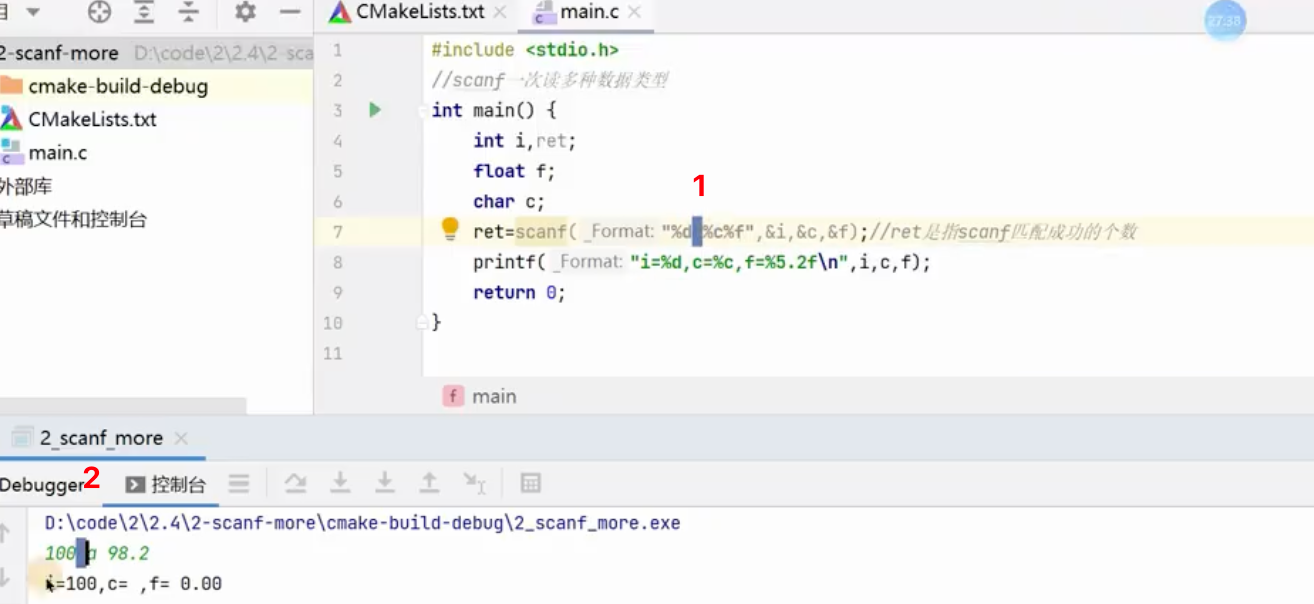 CMakeLists.txt main.c
27:38
2-scanf-more D:\code\2\2.4\2-sca
cmake-build-debug
CMakeLists.txt
main.c
外部库
草稿文件和控制台
1 #include <stdio.h>
2 //scanf一次读多种数据类型
3 int main() {
4 int i,ret;
5 float f;
6 char c;
1
7 ret=scanf( _Format: "%d %c%f",&i,&c,&f);//ret是指scanf匹配成功的个数
8 printf( _Format: "i=%d,c=%c,f=%5.2f\n",i,c,f);
9 return 0;
10 }
11
f main
2_scanf_more
Debugger 2 控制台
D:\code\2\2.4\2-scanf-more\cmake-build-debug\2_scanf_more.exe
100 a 98.2
i=100,c= ,f= 0.00